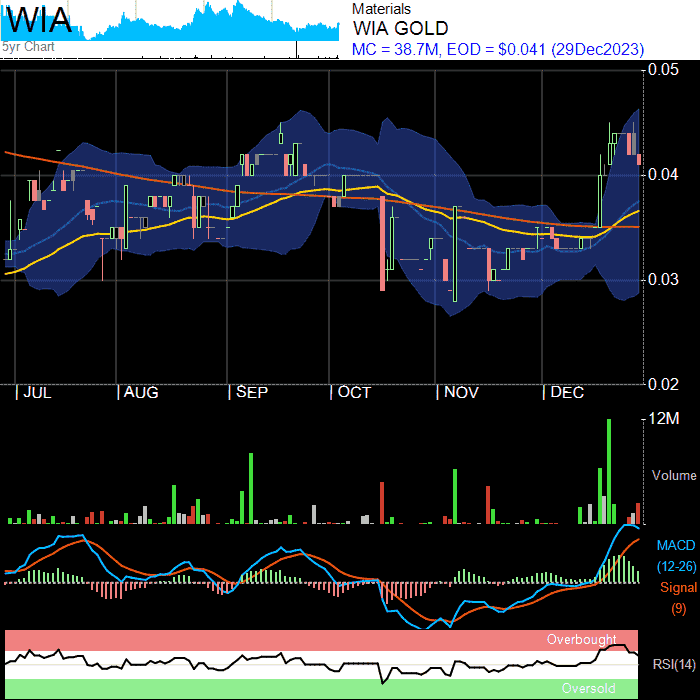 WIA
5yr Chart
Materials
WIA GOLD
MC = 38.7M, EOD = $0.041 (29Dec2023)
0.05
0.04
0.03
0.02
| JUL | AUG | SEP | OCT | NOV | DEC
12M
Volume
MACD
(12-26)
Signal
(9)
Overbought
RSI(14)
Oversold